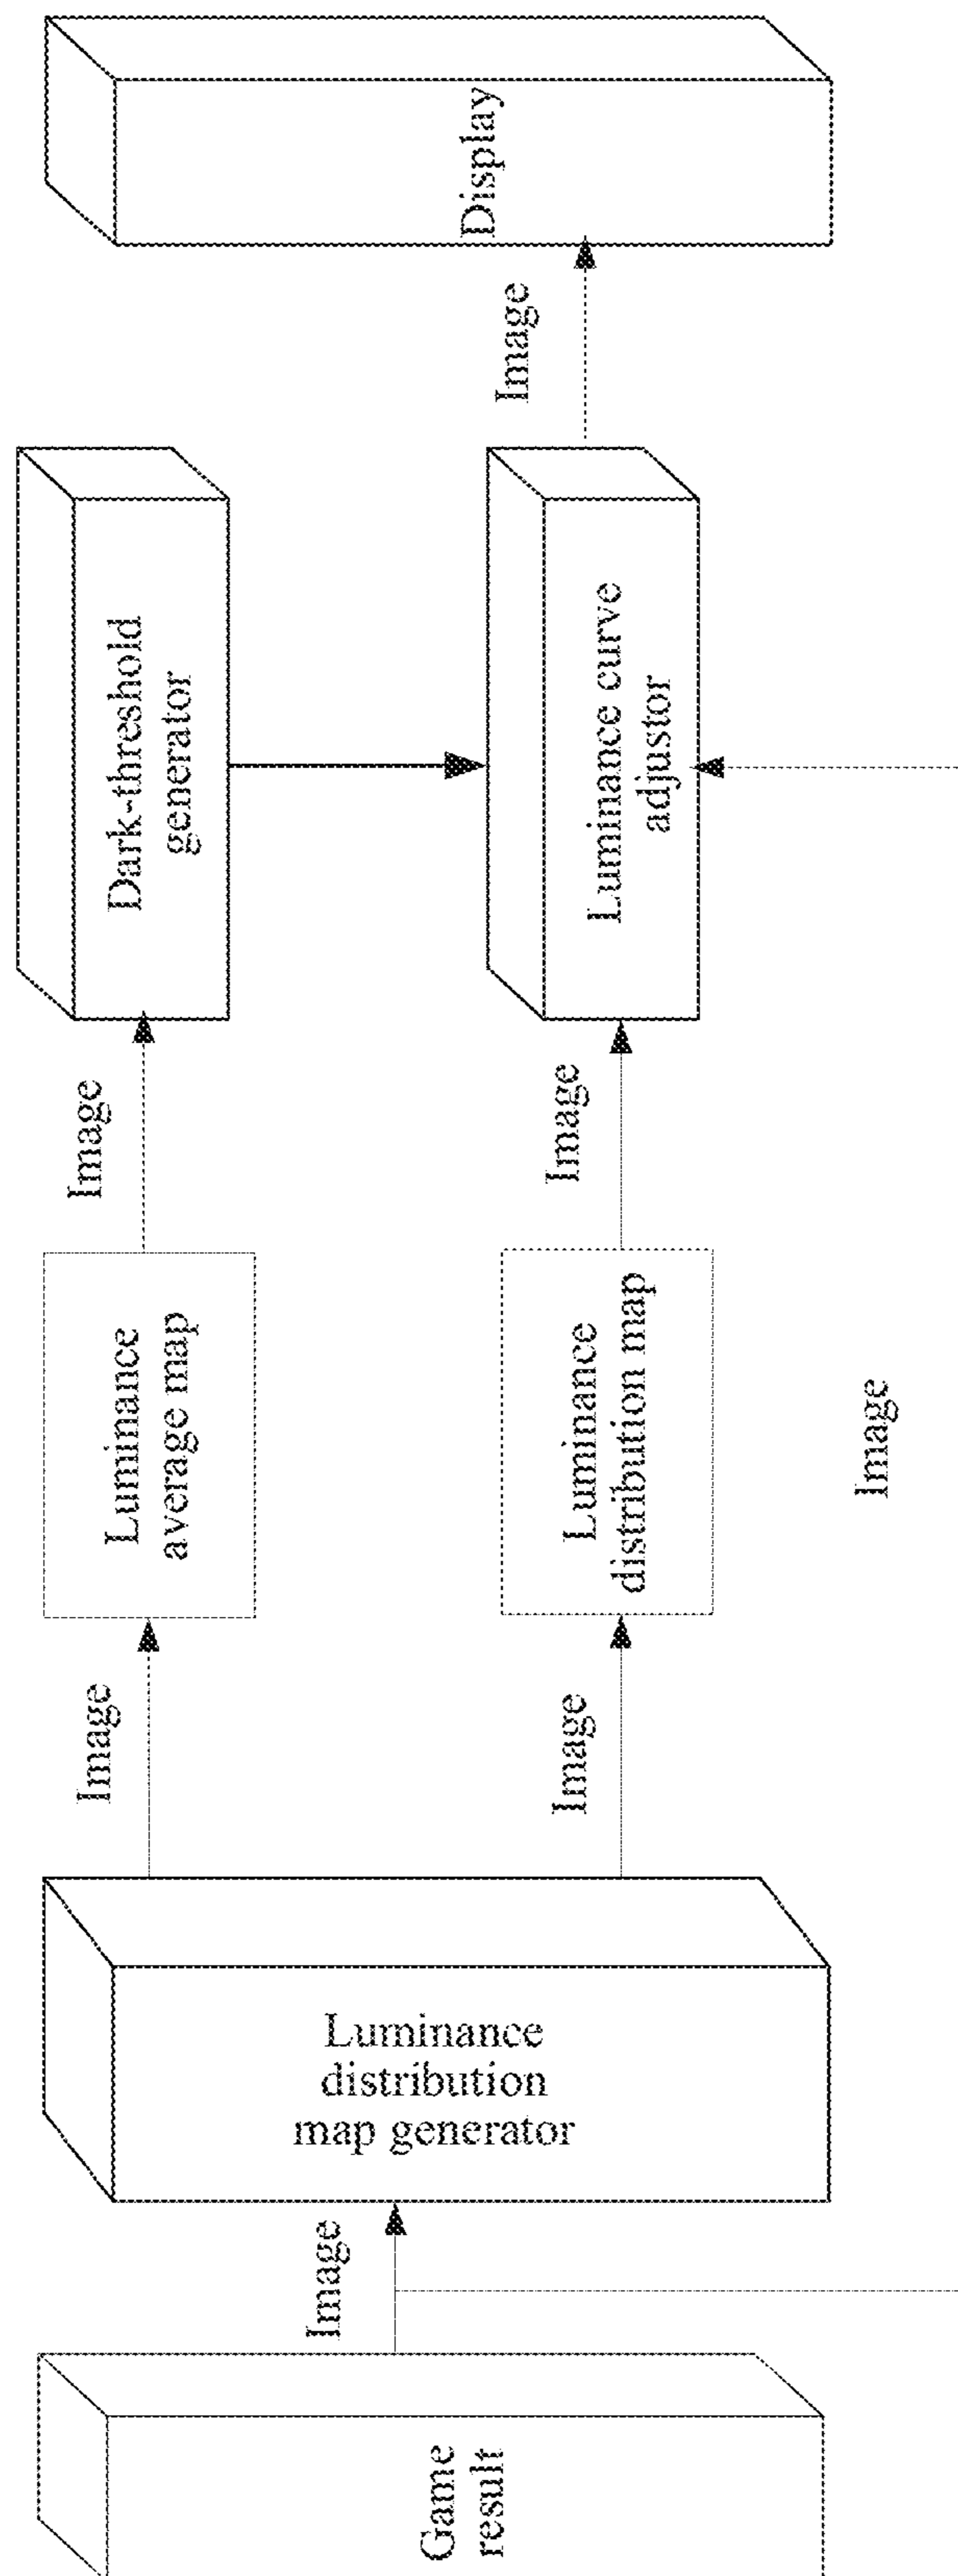 Game
result
Image
Luminance
distribution
map generator
Image
Luminance
average map
Image
Dark-threshold
generator
Image
Luminance
distribution map
Image
Luminance curve
adjustor
Image
Display
Image